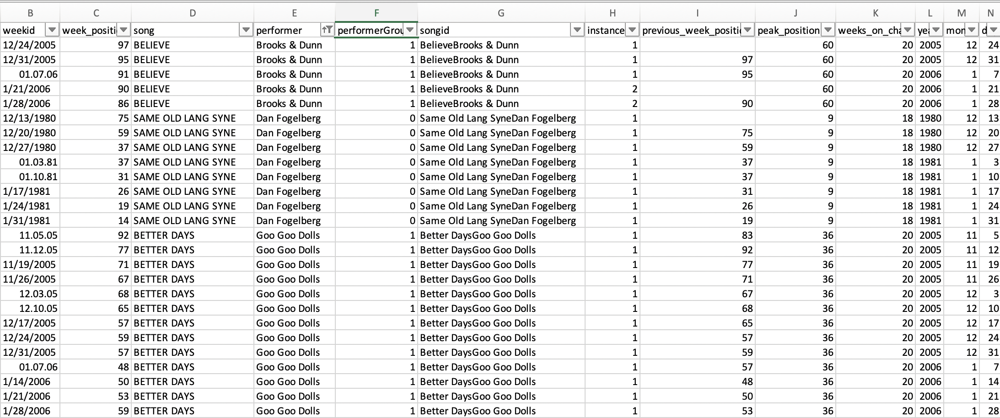 B C D E F G H I J K L M N
weekid week_positi song performer performerGrou songid instance previous_week_positi peak_position weeks_on_cha yea mon d
12/24/2005 97 BELIEVE Brooks & Dunn 1 BelieveBrooks & Dunn 1 60 20 2005 12 24
12/31/2005 95 BELIEVE Brooks & Dunn 1 BelieveBrooks & Dunn 1 97 60 20 2005 12 31
01.07.06 91 BELIEVE Brooks & Dunn 1 BelieveBrooks & Dunn 1 95 60 20 2006 1 7
1/21/2006 90 BELIEVE Brooks & Dunn 1 BelieveBrooks & Dunn 2 60 20 2006 1 21
1/28/2006 86 BELIEVE Brooks & Dunn 1 BelieveBrooks & Dunn 2 90 60 20 2006 1 28
12/13/1980 75 SAME OLD LANG SYNE Dan Fogelberg 0 Same Old Lang SyneDan Fogelberg 1 9 18 1980 12 13
12/20/1980 59 SAME OLD LANG SYNE Dan Fogelberg 0 Same Old Lang SyneDan Fogelberg 1 75 9 18 1980 12 20
12/27/1980 37 SAME OLD LANG SYNE Dan Fogelberg 0 Same Old Lang SyneDan Fogelberg 1 59 9 18 1980 12 27
01.03.81 37 SAME OLD LANG SYNE Dan Fogelberg 0 Same Old Lang SyneDan Fogelberg 1 37 9 18 1981 1 3
01.10.81 31 SAME OLD LANG SYNE Dan Fogelberg 0 Same Old Lang SyneDan Fogelberg 1 37 9 18 1981 1 10
1/17/1981 26 SAME OLD LANG SYNE Dan Fogelberg 0 Same Old Lang SyneDan Fogelberg 1 31 9 18 1981 1 17
1/24/1981 19 SAME OLD LANG SYNE Dan Fogelberg 0 Same Old Lang SyneDan Fogelberg 1 26 9 18 1981 1 24
1/31/1981 14 SAME OLD LANG SYNE Dan Fogelberg 0 Same Old Lang SyneDan Fogelberg 1 19 9 18 1981 1 31
11.05.05 92 BETTER DAYS Goo Goo Dolls 1 Better DaysGoo Goo Dolls 1 83 36 20 2005 11 5
11.12.05 77 BETTER DAYS Goo Goo Dolls 1 Better DaysGoo Goo Dolls 1 92 36 20 2005 11 12
11/19/2005 71 BETTER DAYS Goo Goo Dolls 1 Better DaysGoo Goo Dolls 1 77 36 20 2005 11 19
11/26/2005 67 BETTER DAYS Goo Goo Dolls 1 Better DaysGoo Goo Dolls 1 71 36 20 2005 11 26
12.03.05 68 BETTER DAYS Goo Goo Dolls 1 Better DaysGoo Goo Dolls 1 67 36 20 2005 12 3
12.10.05 65 BETTER DAYS Goo Goo Dolls 1 Better DaysGoo Goo Dolls 1 68 36 20 2005 12 10
12/17/2005 57 BETTER DAYS Goo Goo Dolls 1 Better DaysGoo Goo Dolls 1 65 36 20 2005 12 17
12/24/2005 59 BETTER DAYS Goo Goo Dolls 1 Better DaysGoo Goo Dolls 1 57 36 20 2005 12 24
12/31/2005 57 BETTER DAYS Goo Goo Dolls 1 Better DaysGoo Goo Dolls 1 59 36 20 2005 12 31
01.07.06 48 BETTER DAYS Goo Goo Dolls 1 Better DaysGoo Goo Dolls 1 57 36 20 2006 1 7
1/14/2006 50 BETTER DAYS Goo Goo Dolls 1 Better DaysGoo Goo Dolls 1 48 36 20 2006 1 14
1/21/2006 53 BETTER DAYS Goo Goo Dolls 1 Better DaysGoo Goo Dolls 1 50 36 20 2006 1 21
1/28/2006 59 BETTER DAYS Goo Goo Dolls 1 Better DaysGoo Goo Dolls 1 53 36 20 2006 1 28